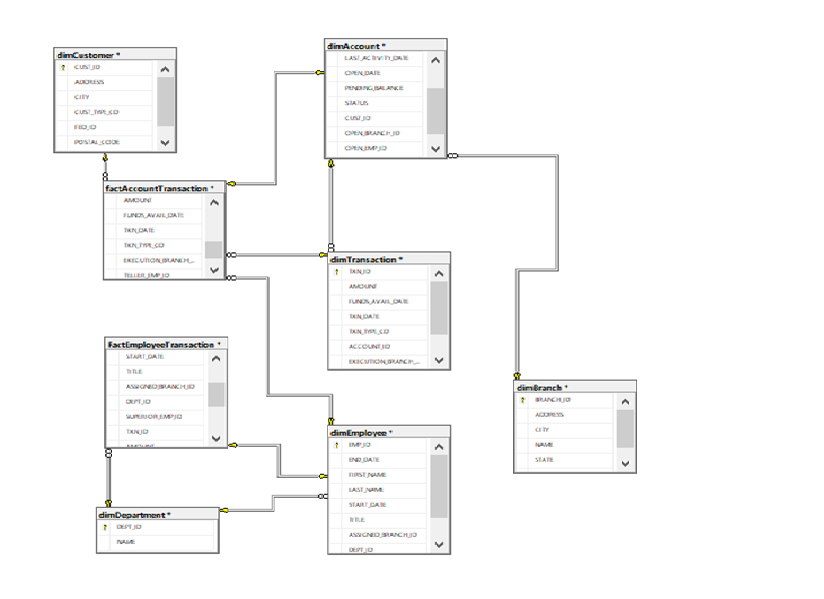 dimCustomer *
CUST_ID
ADDRESS
CITY
CUST_TYPE_CD
FED_ID
POSTAL_CODE
dimAccount *
LAST_ACTIVITY_DATE
OPEN_DATE
PENDING_BALANCE
STATUS
CUST_ID
OPEN_BRANCH_ID
OPEN_EMP_ID
factAccountTransaction *
AMOUNT
FUNDS_AVAIL_DATE
TXN_DATE
TXN_TYPE_CD
EXECUTION_BRANCH_...
TELLER_EMP_ID
dimTransaction *
TXN_ID
AMOUNT
FUNDS_AVAIL_DATE
TXN_DATE
TXN_TYPE_CD
ACCOUNT_ID
EXECUTION_BRANCH_...
FactEmployeeTransaction *
START_DATE
TITLE
ASSIGNED_BRANCH_ID
DEPT_ID
SUPERIOR_EMP_ID
TXN_ID
AMOUNT
dimBranch *
BRANCH_ID
ADDRESS
CITY
NAME
STATE
dimEmployee *
EMP_ID
END_DATE
FIRST_NAME
LAST_NAME
START_DATE
TITLE
ASSIGNED_BRANCH_ID
DEPT_ID
dimDepartment *
DEPT_ID
NAME